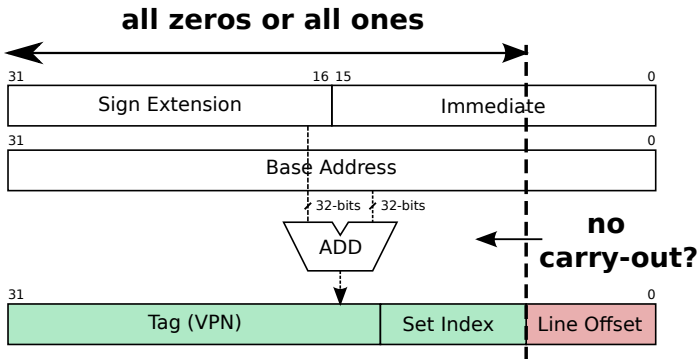 all zeros or all ones
31 16 15 0
Sign Extension Immediate
31 0
Base Address
32-bits 32-bits
ADD
no
carry-out?
31 0
Tag (VPN) Set Index Line Offset